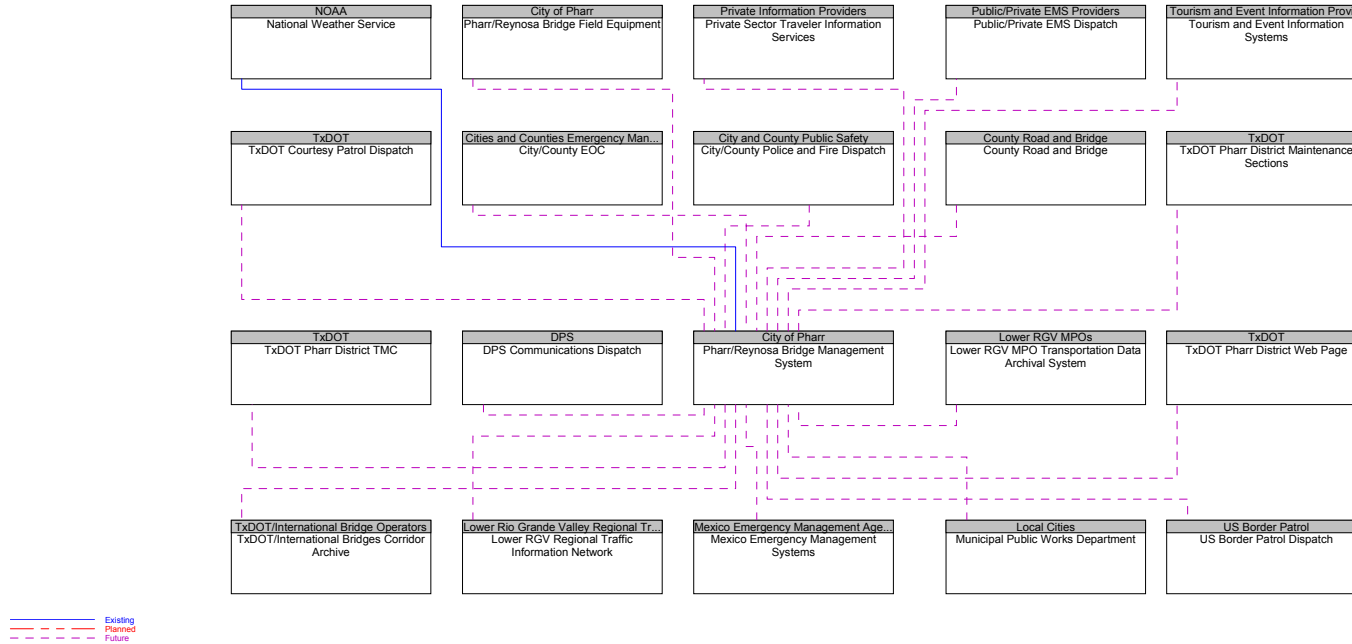 NOAA
National Weather Service
City of Pharr
Pharr/Reynosa Bridge Field Equipment
Private Information Providers
Private Sector Traveler Information
Services
Public/Private EMS Providers
Public/Private EMS Dispatch
Tourism and Event Information Provi
Tourism and Event Information
Systems
TxDOT
TxDOT Courtesy Patrol Dispatch
Cities and Counties Emergency Man...
City/County EOC
City and County Public Safety
City/County Police and Fire Dispatch
County Road and Bridge
County Road and Bridge
TxDOT
TxDOT Pharr District Maintenance
Sections
TxDOT
TxDOT Pharr District TMC
DPS
DPS Communications Dispatch
City of Pharr
Pharr/Reynosa Bridge Management
System
Lower RGV MPOs
Lower RGV MPO Transportation Data
Archival System
TxDOT
TxDOT Pharr District Web Page
TxDOT/International Bridge Operators
TxDOT/International Bridges Corridor
Archive
Lower Rio Grande Valley Regional Tr...
Lower RGV Regional Traffic
Information Network
Mexico Emergency Management Age...
Mexico Emergency Management
Systems
Local Cities
Municipal Public Works Department
US Border Patrol
US Border Patrol Dispatch
Existing
Planned
Future